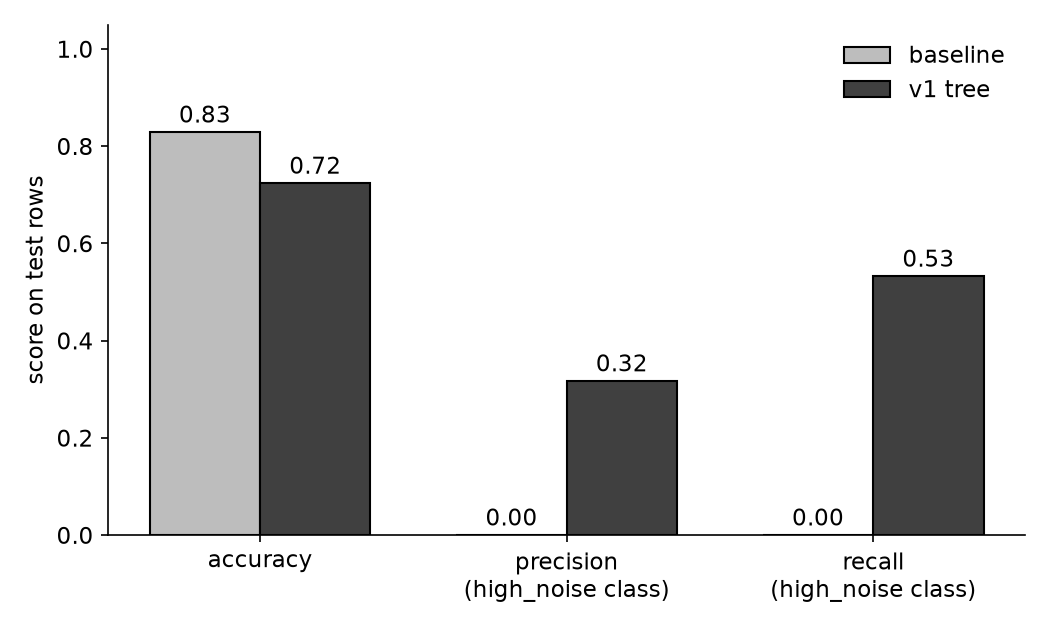 baseline
v1 tree
score on test rows
1.0
0.8
0.6
0.4
0.2
0.0
0.83
0.72
0.00
0.32
0.00
0.53
accuracy
precision
(high_noise class)
recall
(high_noise class)